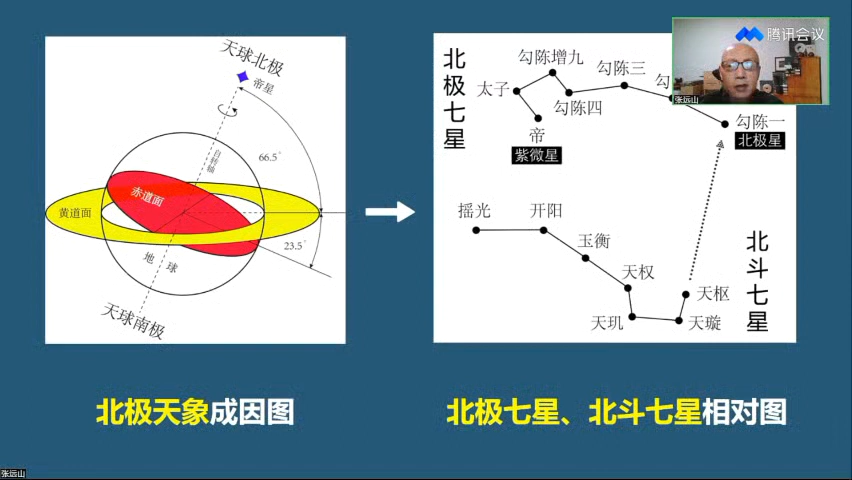 天球北极
帝星
自转轴
66.5°
赤道面
黄道面
23.5°
地球
天球南极
北极天象成因图
北极七星
勾陈增九
勾陈三
勾
太子
勾陈四
帝
紫微星
勾陈一
北极星
摇光
开阳
玉衡
天权
天玑
天璇
天枢
北斗七星
北极七星、北斗七星相对图
腾讯会议
张远山
张远山